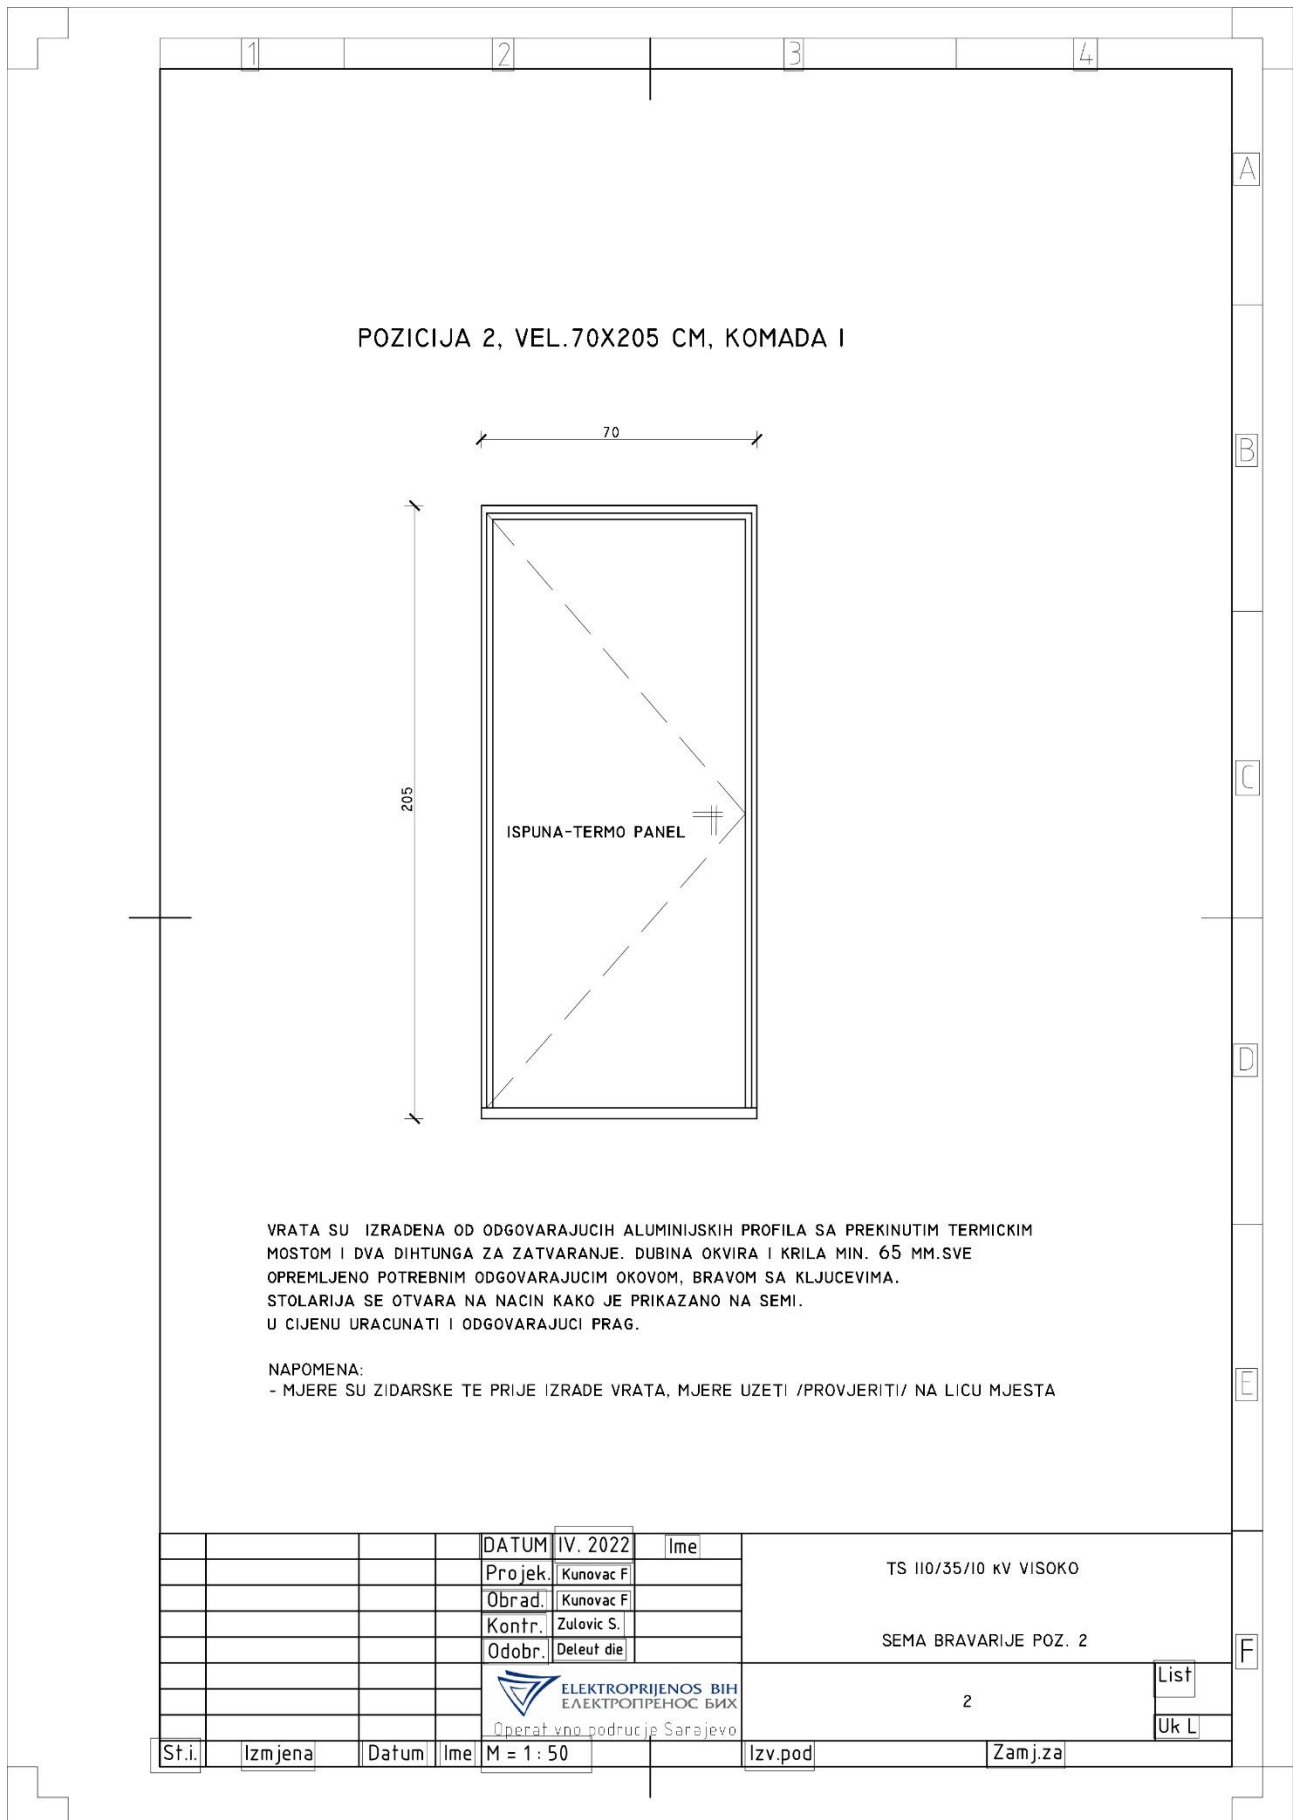 1 2 3 4
A
POZICIJA 2, VEL.70X205 CM, KOMADA I
70
B
205
C
ISPUNA-TERMO PANEL
D
VRATA SU IZRADENA OD ODGOVARAJUCIH ALUMINIJSKIH PROFILA SA PREKINUTIM TERMICKIM
MOSTOM I DVA DIHTUNGA ZA ZATVARANJE. DUBINA OKVIRA I KRILA MIN. 65 MM.SVE
OPREMLJENO POTREBNIM ODGOVARAJUCIM OKOVOM, BRAVOM SA KLJUCEVIMA.
STOLARIJA SE OTVARA NA NACIN KAKO JE PRIKAZANO NA SEMI.
U CIJENU URACUNATI I ODGOVARAJUCI PRAG.
NAPOMENA:
- MJERE SU ZIDARSKE TE PRIJE IZRADE VRATA, MJERE UZETI /PROVJERITI/ NA LICU MJESTA
E
DATUM IV. 2022 Ime
Projek. Kunovac F
Obrad. Kunovac F
Kontr. Zulovic S.
Odobr. Deleut die
TS II0/35/I0 KV VISOKO
SEMA BRAVARIJE POZ. 2
F
ELEKTROPRIJENOS BIH
ЕЛЕКТРОПРЕНОС БИХ
Operat vno podrucje Sarajevo
2
List
Uk L
St.i. Izmjena Datum Ime M = 1 : 50 Izv.pod Zamj.za